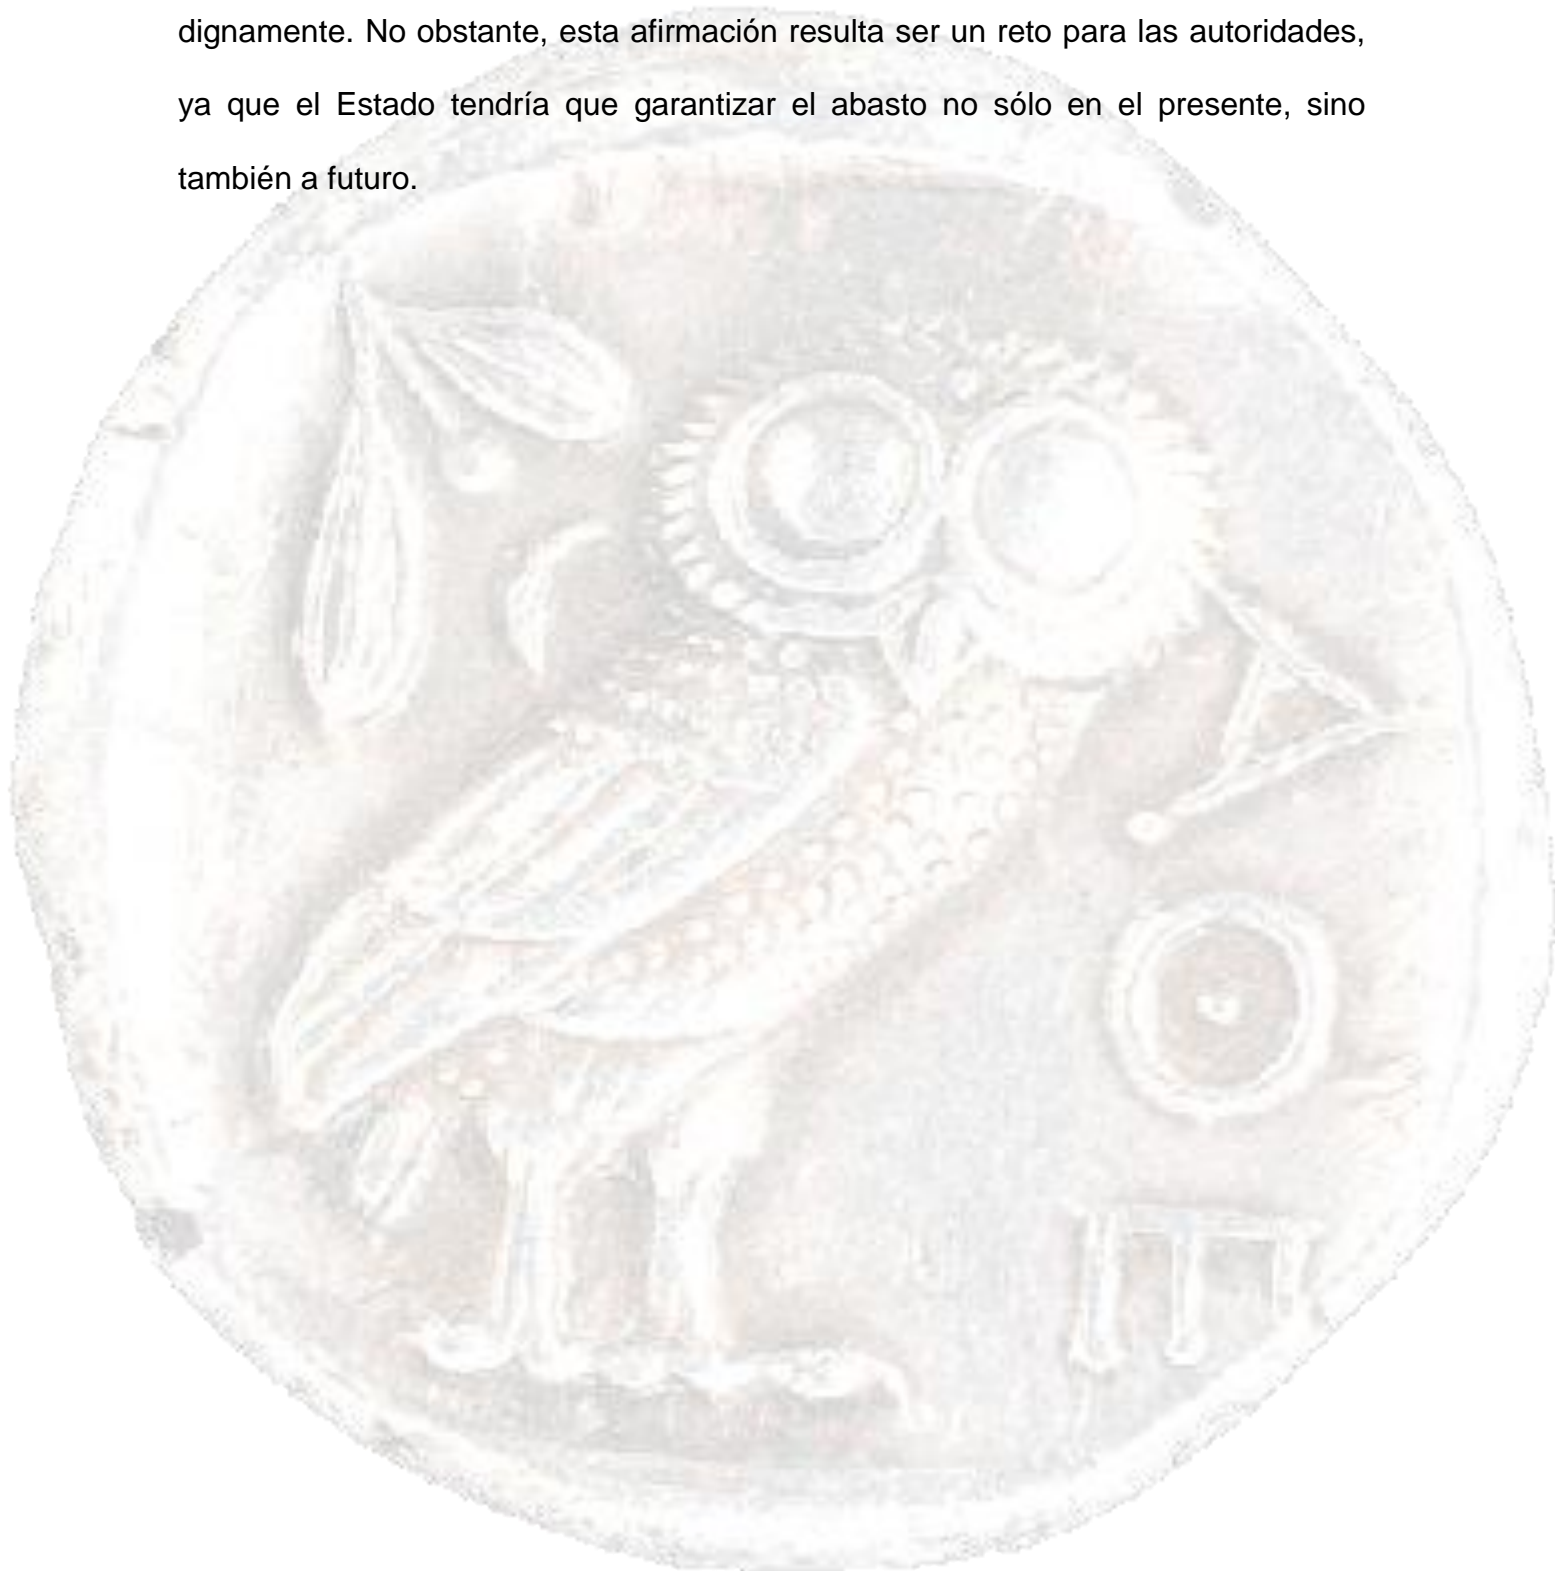 dignamente. No obstante, esta afirmación resulta ser un reto para las autoridades,
ya que el Estado tendría que garantizar el abasto no sólo en el presente, sino
también a futuro.